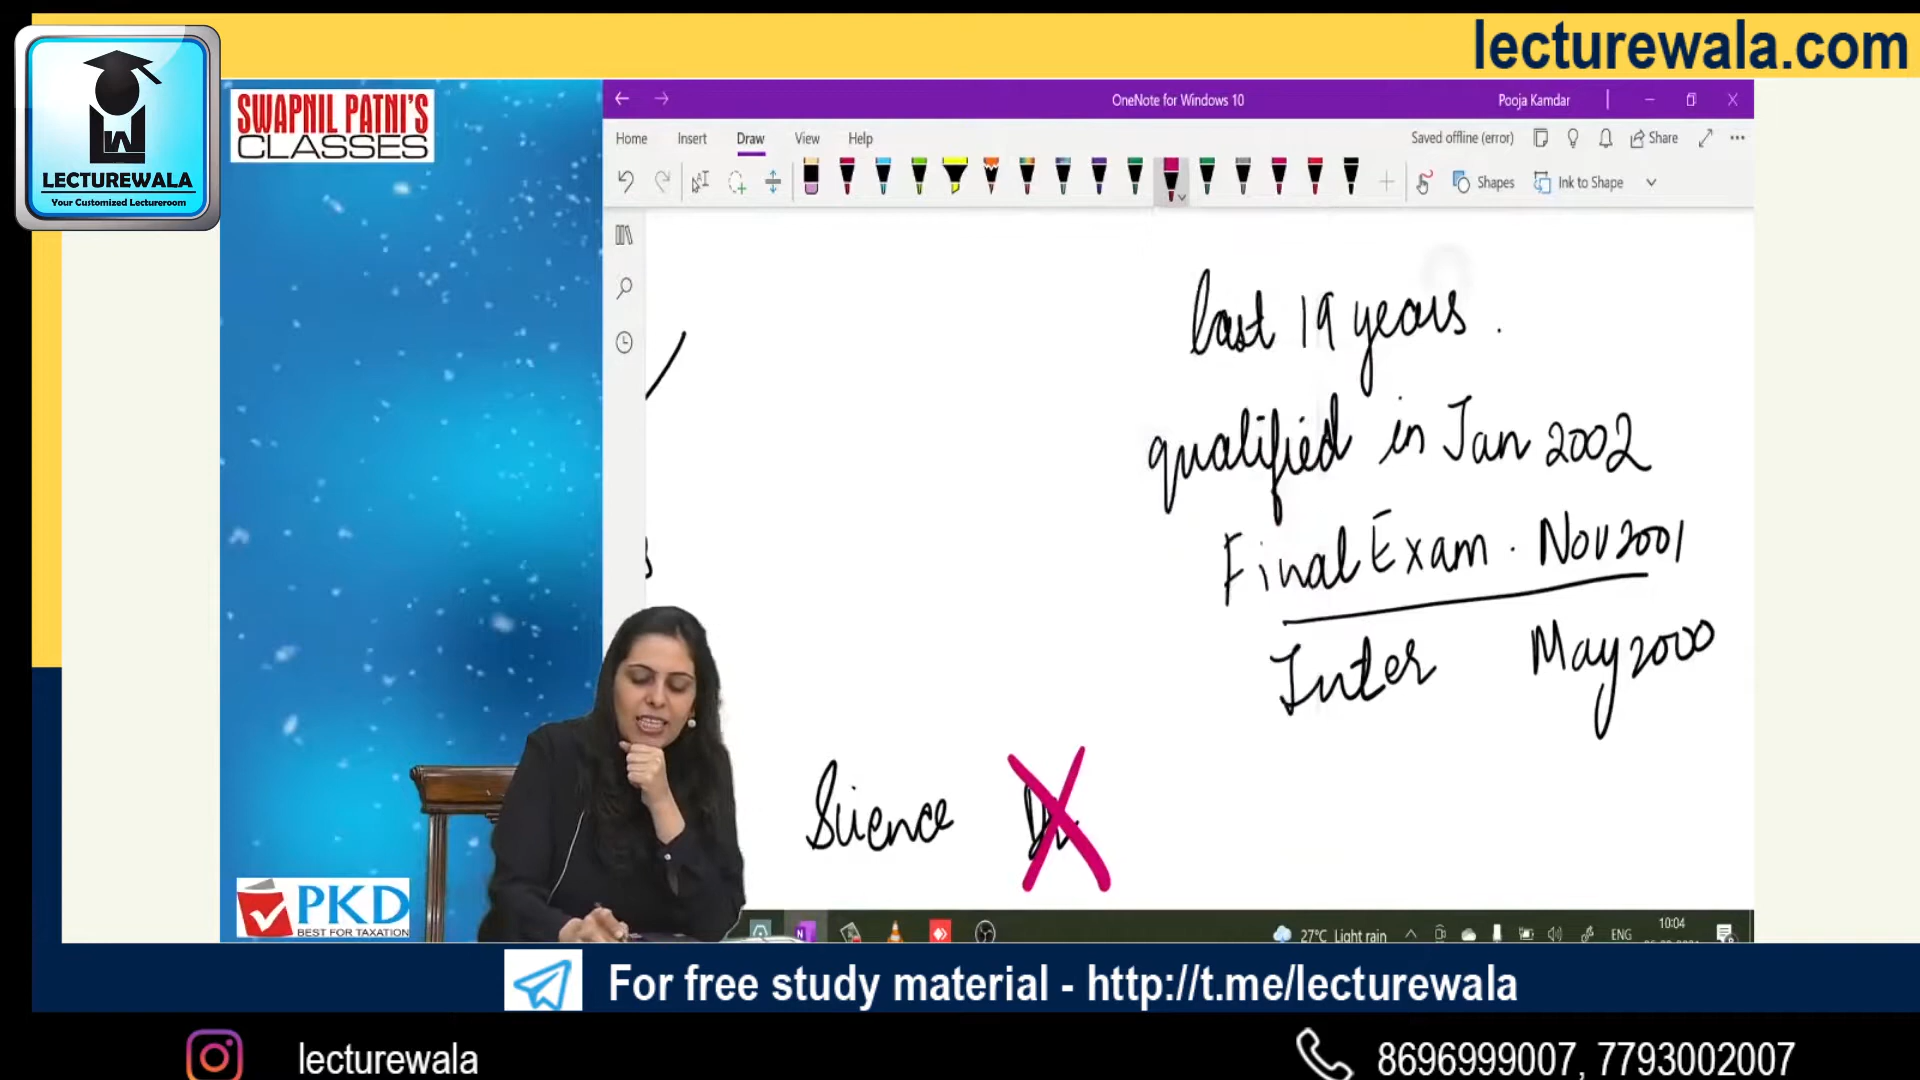 lecturewala.com
LW
LECTUREWALA
Your Customized Lectureroom
SWAPNIL PATNI'S
CLASSES
OneNote for Windows 10
Pooja Kamdar
Home Insert Draw View Help
Saved offline (error)
Share
Shapes
Ink to Shape
last 19 years.
qualified in Jan 2002
Final Exam. Nov 2001
Inter May 2000
Science
PKD
BEST FOR TAXATION
27°C Light rain
ENG
10:04
For free study material - http://t.me/lecturewala
lecturewala
8696999007, 7793002007